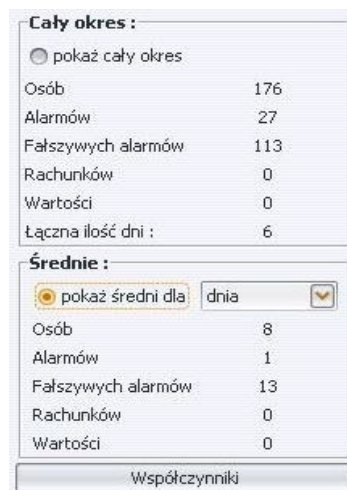 Cały okres :
pokaż cały okres
Osób 176
Alarmów 27
Fałszywych alarmów 113
Rachunków 0
Wartości 0
Łączna ilość dni : 6
Średnie :
pokaż średni dla dnia
Osób 8
Alarmów 1
Fałszywych alarmów 13
Rachunków 0
Wartości 0
Współczynniki